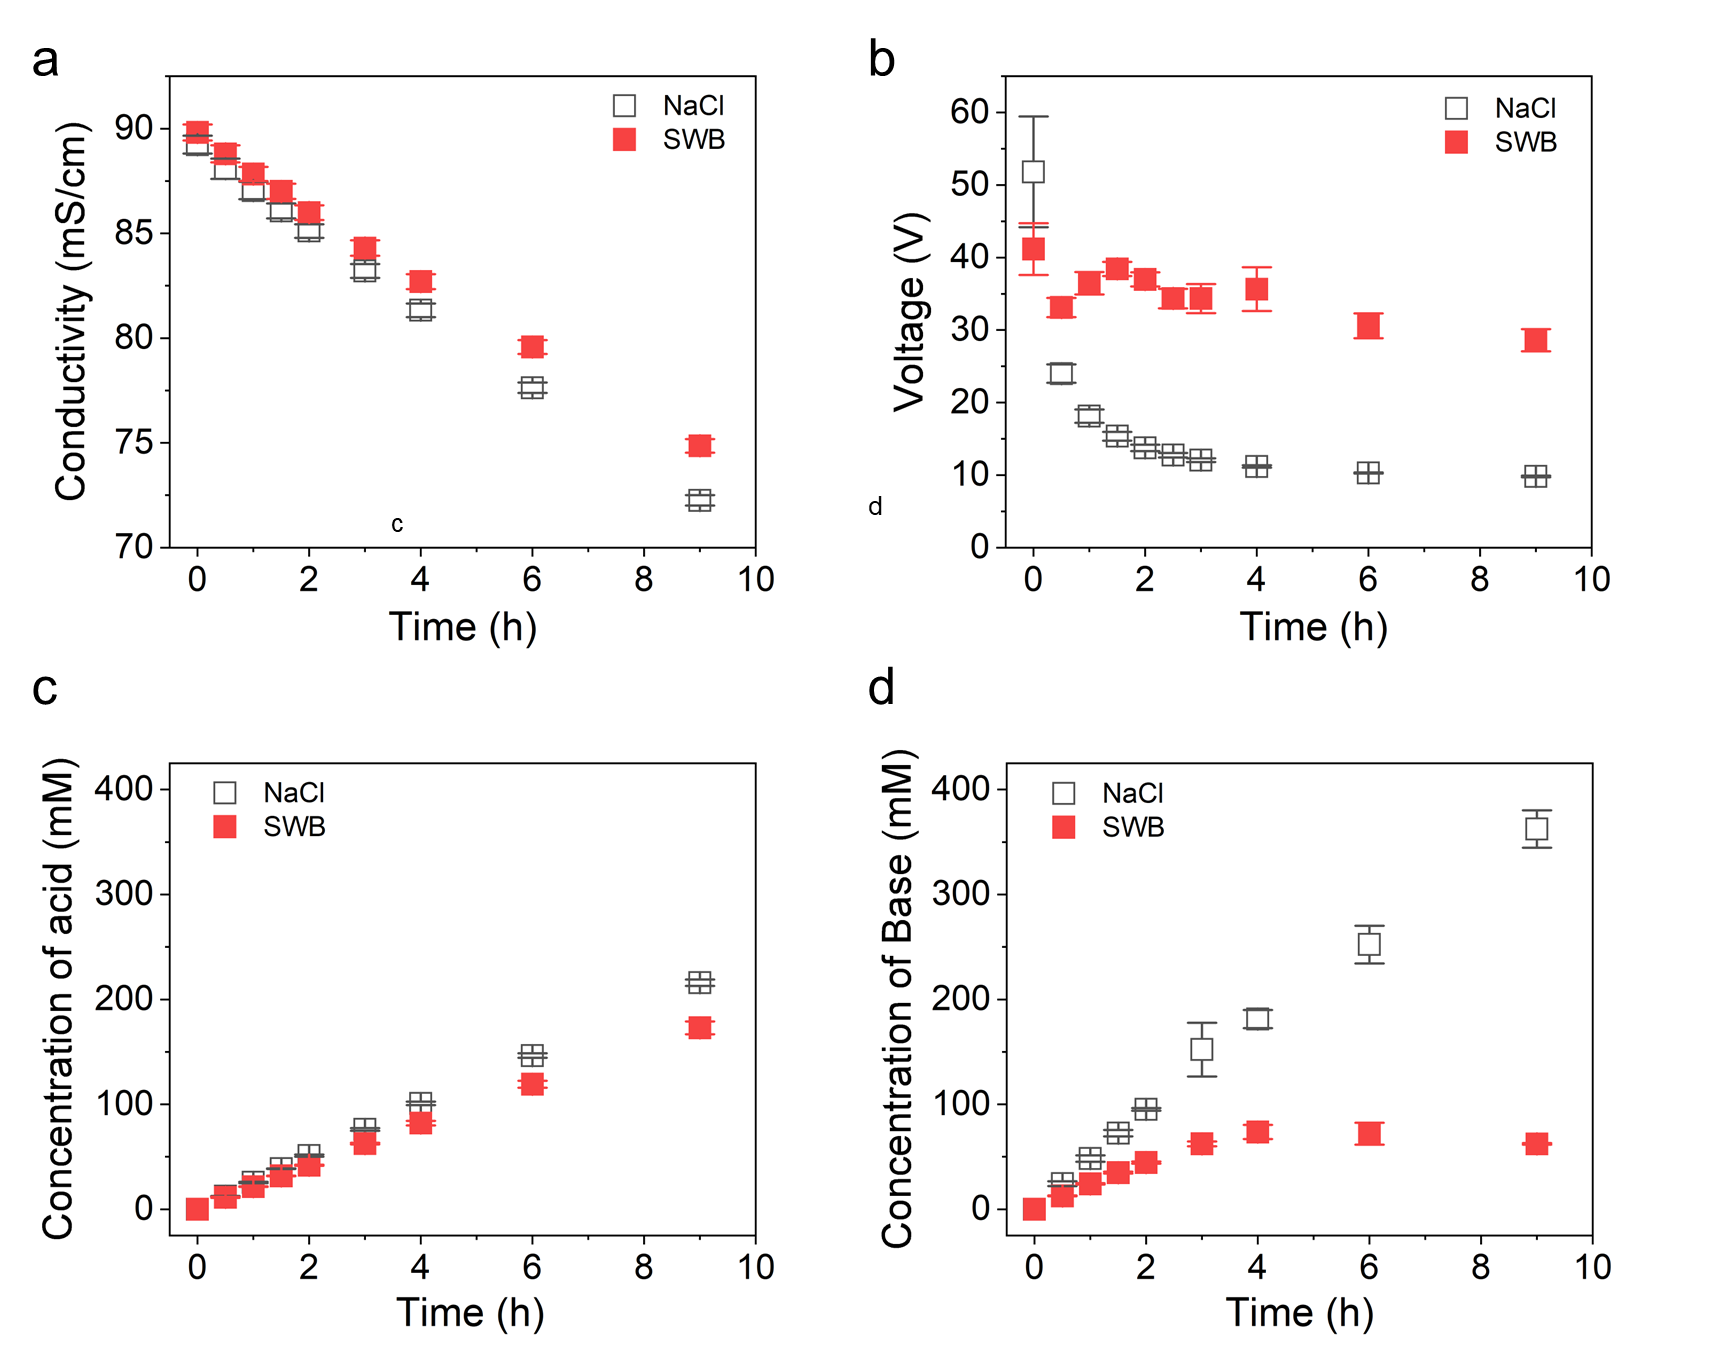 a
NaCl
SWB
90
85
80
75
70
c
0 2 4 6 8 10
Time (h)
Conductivity (mS/cm)
b
NaCl
SWB
60
50
40
30
20
10
0
d
0 2 4 6 8 10
Time (h)
Voltage (V)
c
NaCl
SWB
400
300
200
100
0
0 2 4 6 8 10
Time (h)
Concentration of acid (mM)
d
NaCl
SWB
400
300
200
100
0
0 2 4 6 8 10
Time (h)
Concentration of Base (mM)